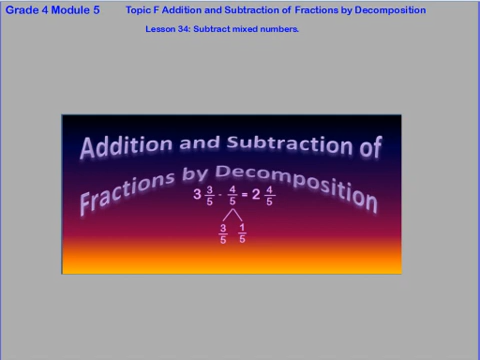 Grade 4 Module 5 Topic F Addition and Subtraction of Fractions by Decomposition
Lesson 34: Subtract mixed numbers.
Addition and Subtraction of
Fractions by Decomposition
3 3/5 - 4/5 = 2 4/5
3/5 1/5